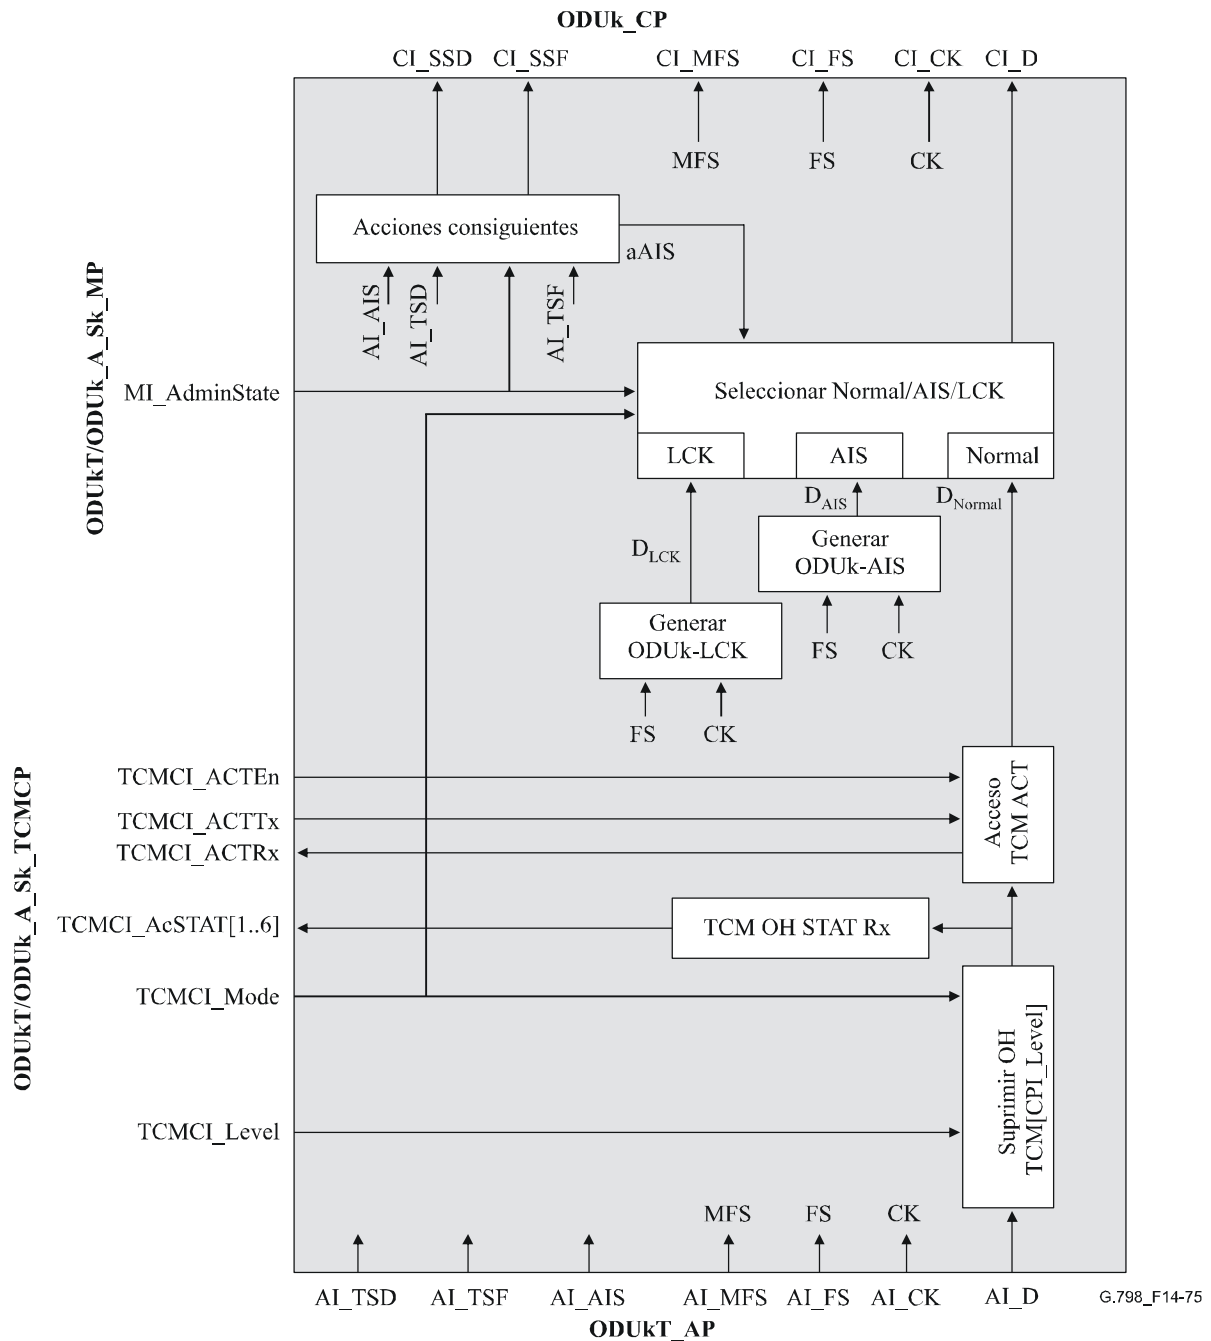 ODUk_CP
CI_SSD CI_SSF CI_MFS CI_FS CI_CK CI_D
MFS FS CK
Acciones consiguientes
aAIS
AI_AIS
AI_TSD
AI_TSF
ODUkT/ODUk_A_Sk_MP
MI_AdminState
Seleccionar Normal/AIS/LCK
LCK AIS Normal
DAIS DNormal
DLCK
Generar
ODUk-AIS
Generar
ODUk-LCK
FS CK
FS CK
ODUkT/ODUk_A_Sk_TCMCP
TCMCI_ACTEn
TCMCI_ACTTx
TCMCI_ACTRx
Acceso
TCM ACT
TCMCI_AcSTAT[1..6]
TCM OH STAT Rx
TCMCI_Mode
Suprimir OH
TCM[CPI_Level]
TCMCI_Level
MFS FS CK
AI_TSD AI_TSF AI_AIS AI_MFS AI_FS AI_CK AI_D
G.798_F14-75
ODUkT_AP